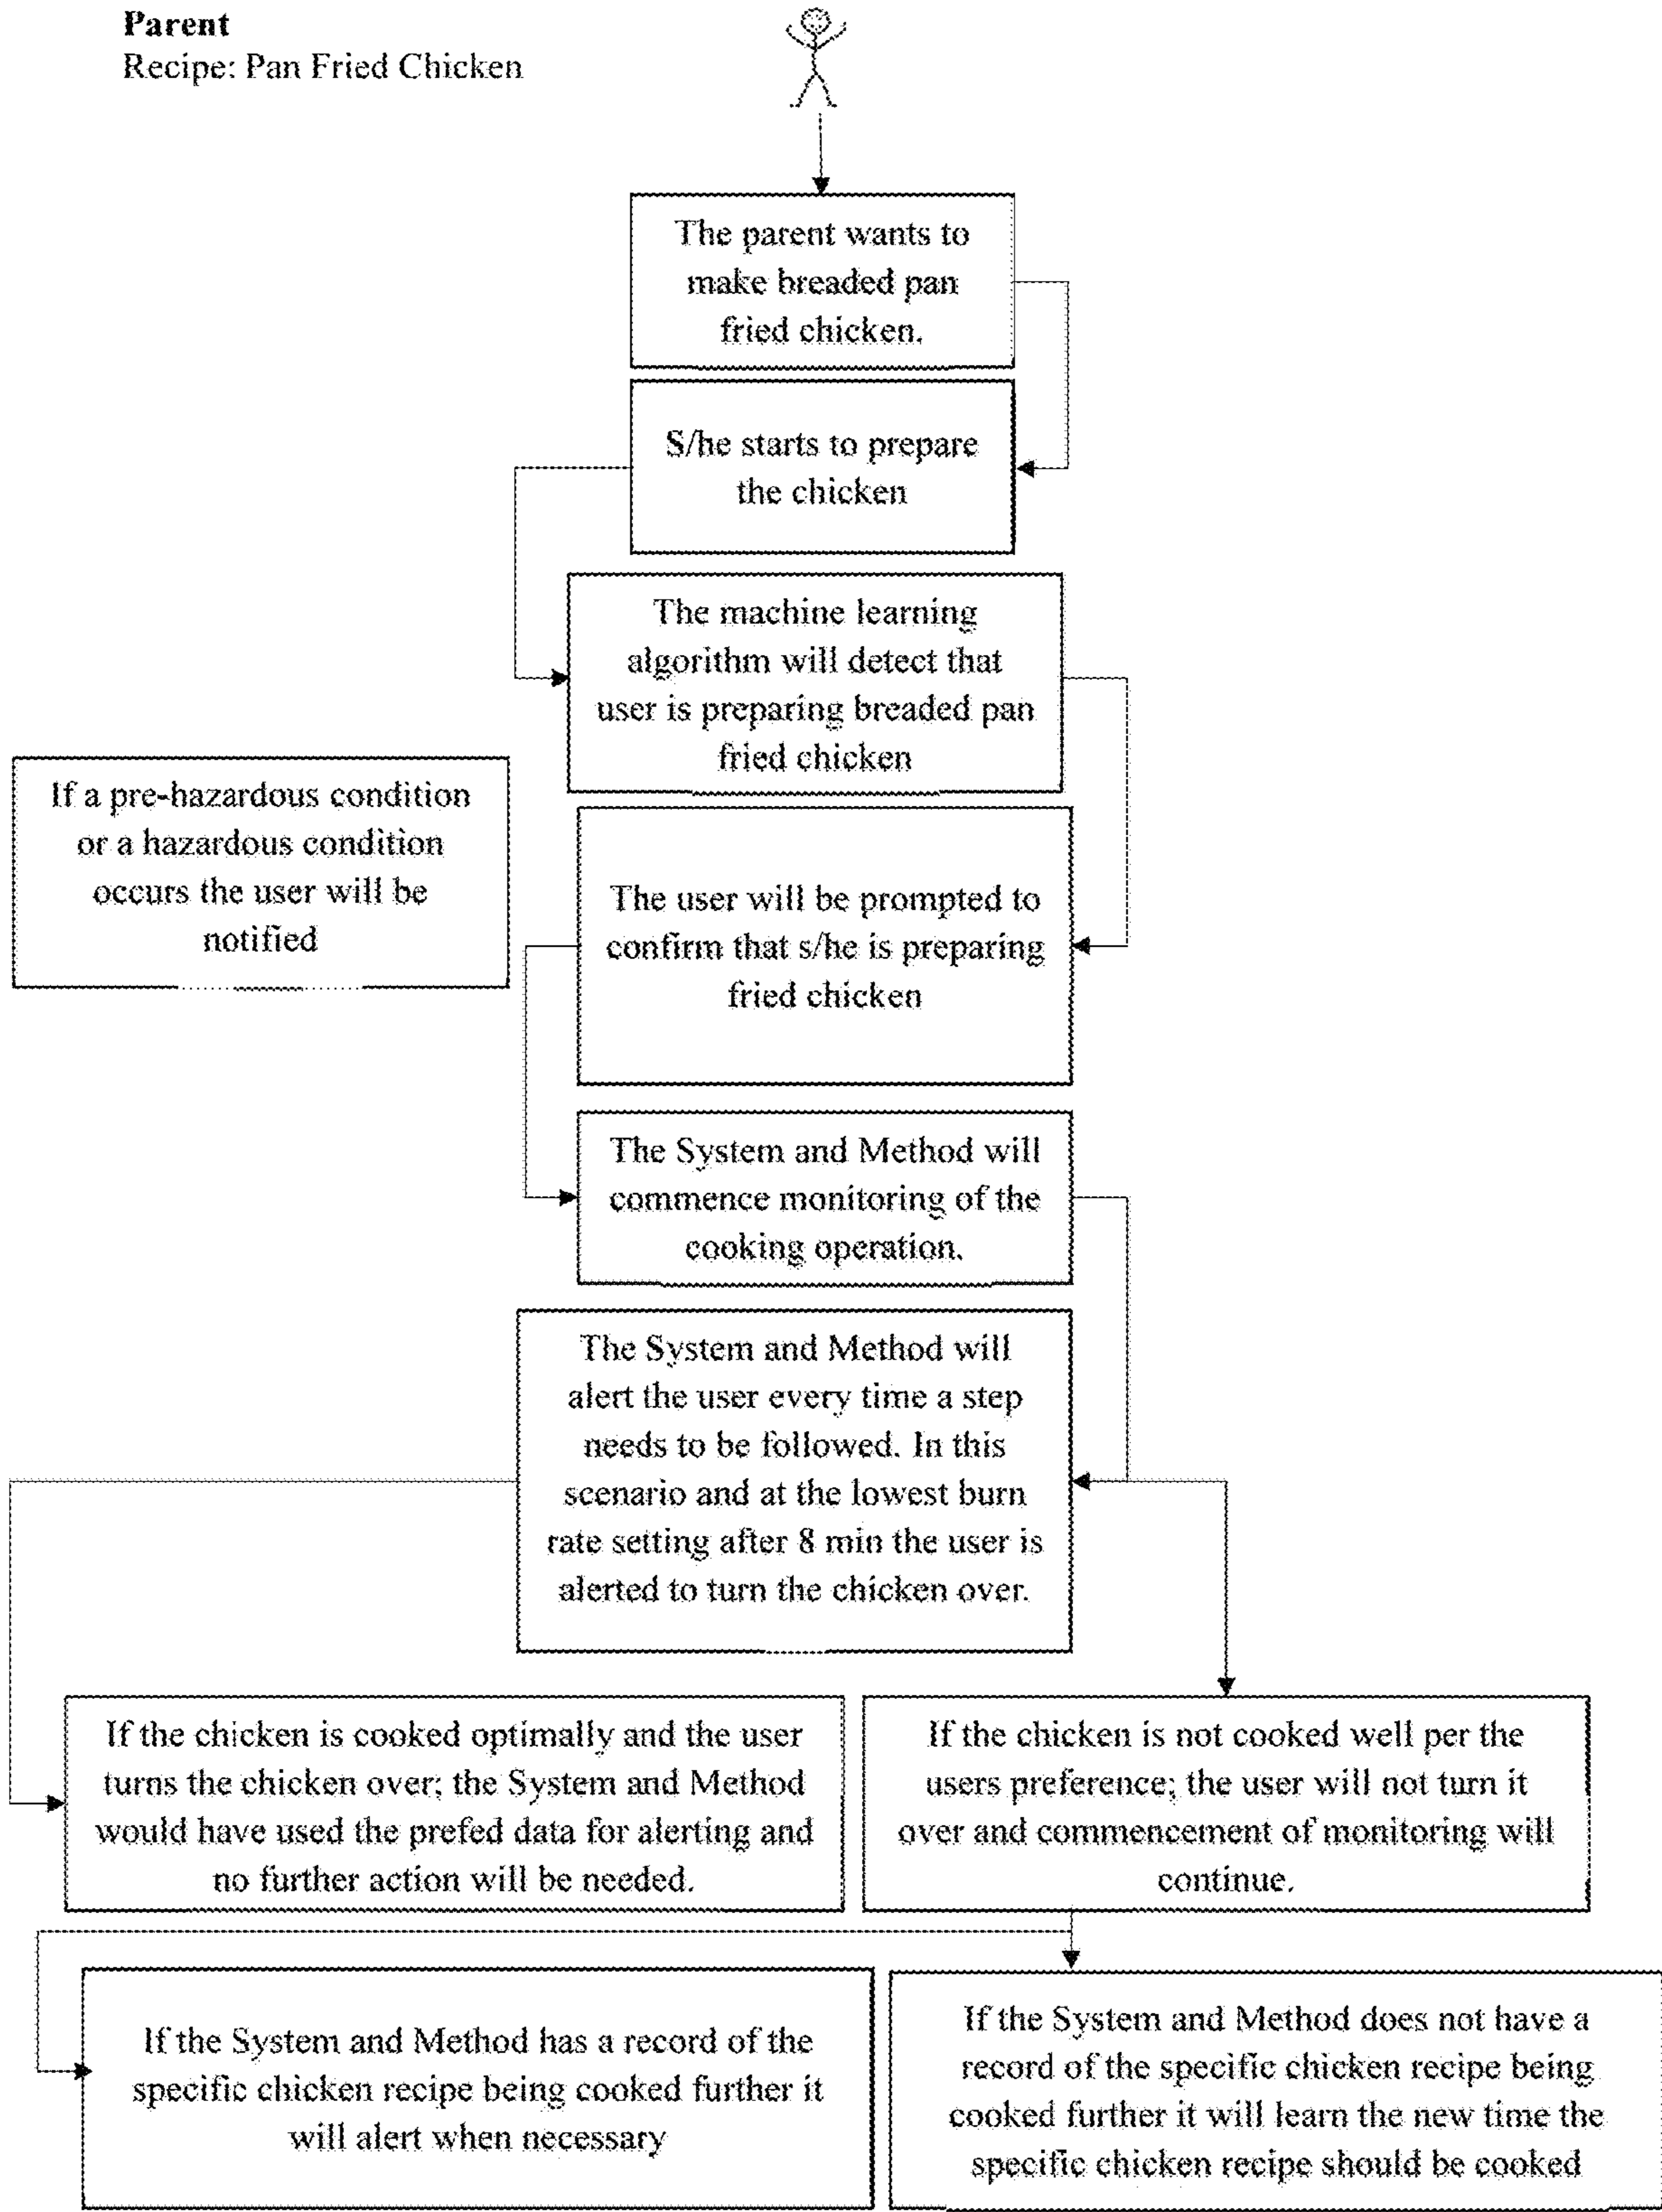 Parent
Recipe: Pan Fried Chicken
The parent wants to
make breaded pan
fried chicken.
S/he starts to prepare
the chicken
The machine learning
algorithm will detect that
user is preparing breaded pan
fried chicken
If a pre-hazardous condition
or a hazardous condition
occurs the user will be
notified
The user will be prompted to
confirm that s/he is preparing
fried chicken
The System and Method will
commence monitoring of the
cooking operation.
The System and Method will
alert the user every time a step
needs to be followed. In this
scenario and at the lowest burn
rate setting after 8 min the user is
alerted to turn the chicken over.
If the chicken is cooked optimally and the user
turns the chicken over; the System and Method
would have used the prefed data for alerting and
no further action will be needed.
If the chicken is not cooked well per the
users preference; the user will not turn it
over and commencement of monitoring will
continue.
If the System and Method has a record of the
specific chicken recipe being cooked further it
will alert when necessary
If the System and Method does not have a
record of the specific chicken recipe being
cooked further it will learn the new time the
specific chicken recipe should be cooked